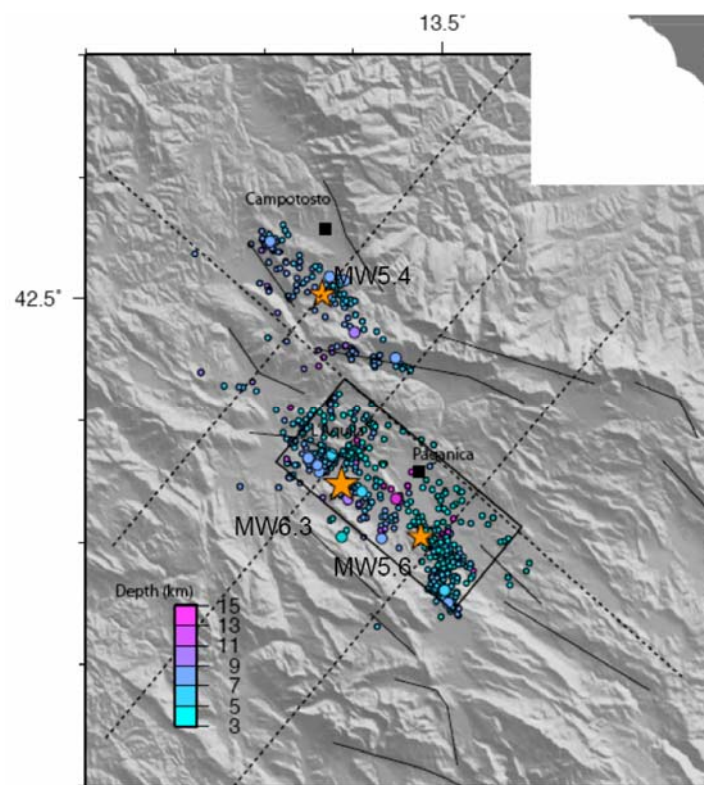 13.5°
Campotosto
MW5.4
42.5°
L'Aquila
Paganica
MW6.3
MW5.6
Depth (km)
15
13
11
9
7
5
3